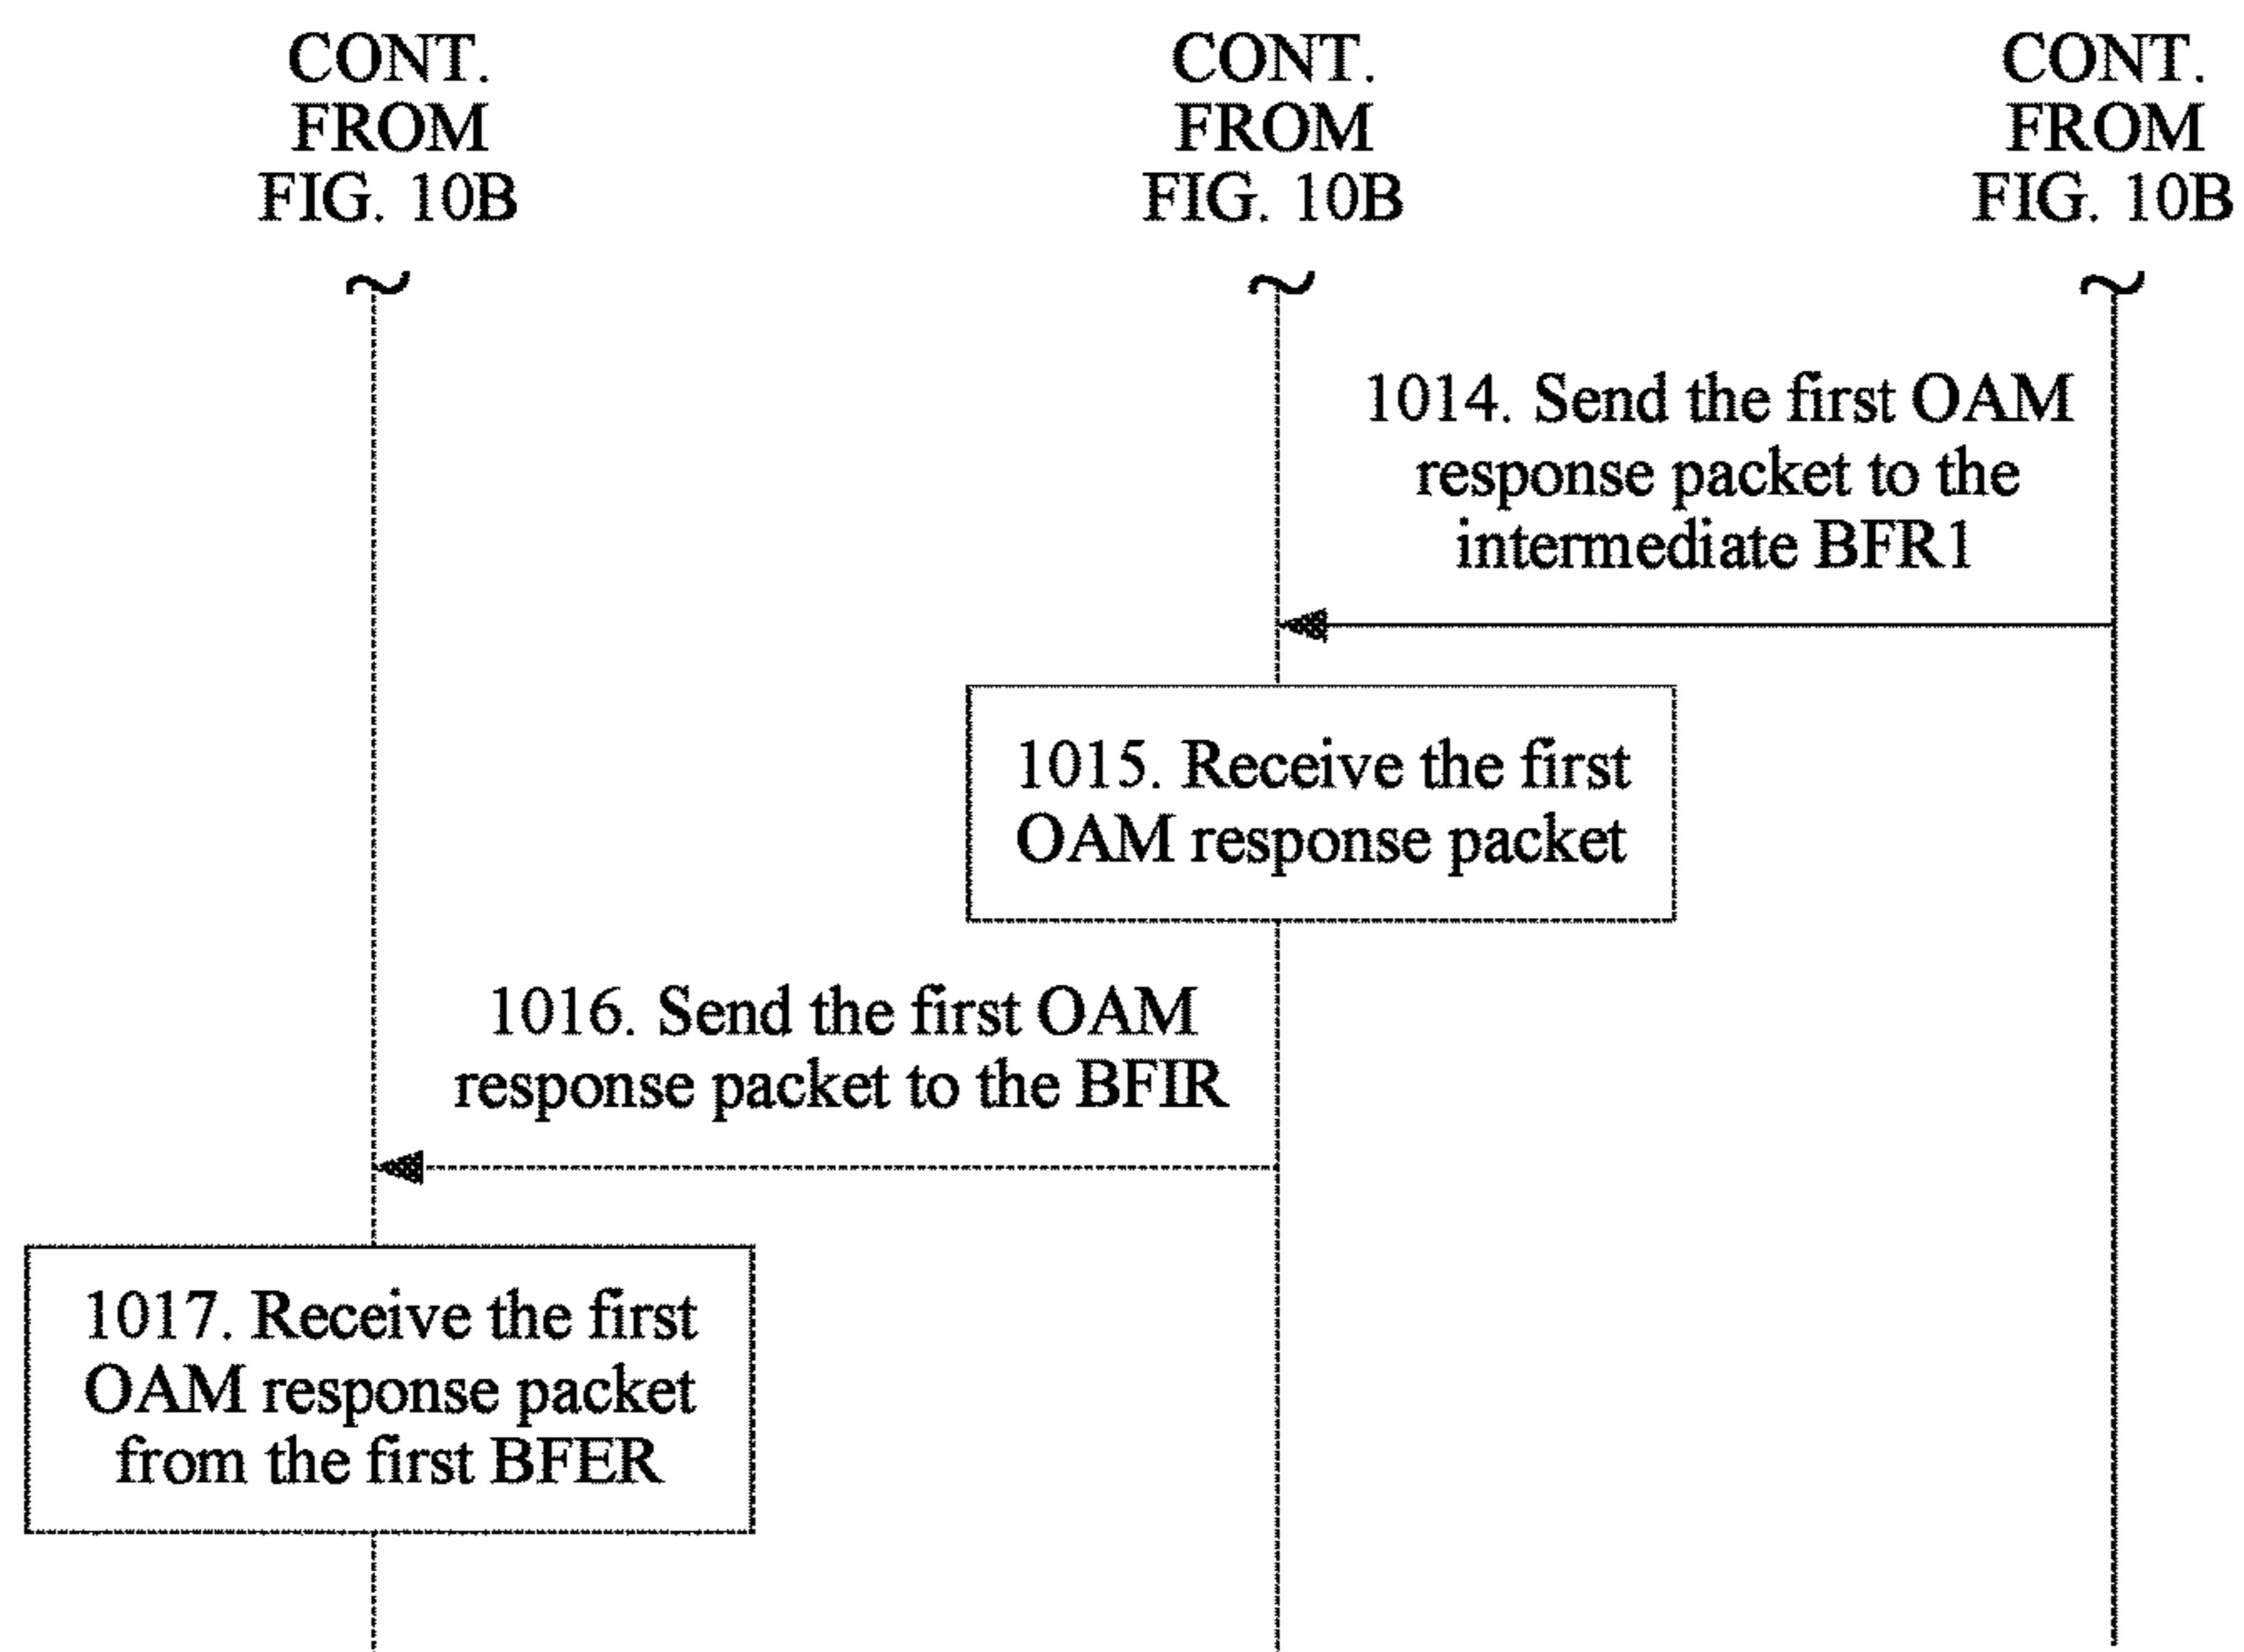 CONT.
FROM
FIG. 10B
CONT.
FROM
FIG. 10B
CONT.
FROM
FIG. 10B
1014. Send the first OAM
response packet to the
intermediate BFR1
1015. Receive the first
OAM response packet
1016. Send the first OAM
response packet to the BFIR
1017. Receive the first
OAM response packet
from the first BFER